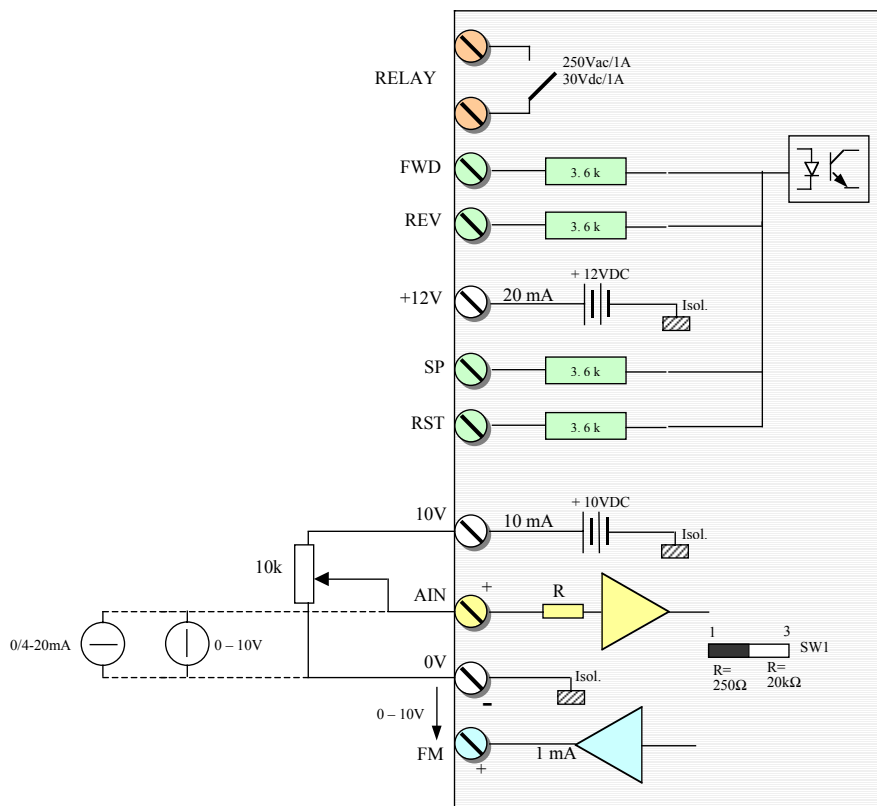 250Vac/1A
30Vdc/1A
RELAY
FWD
3. 6 k
REV
3. 6 k
+ 12VDC
+12V
20 mA
Isol.
SP
3. 6 k
RST
3. 6 k
+ 10VDC
10V
10 mA
Isol.
10k
AIN
+
R
0/4-20mA
0 – 10V
1
3
SW1
R=
250Ω
R=
20kΩ
0V
Isol.
-
0 – 10V
FM
1 mA
+